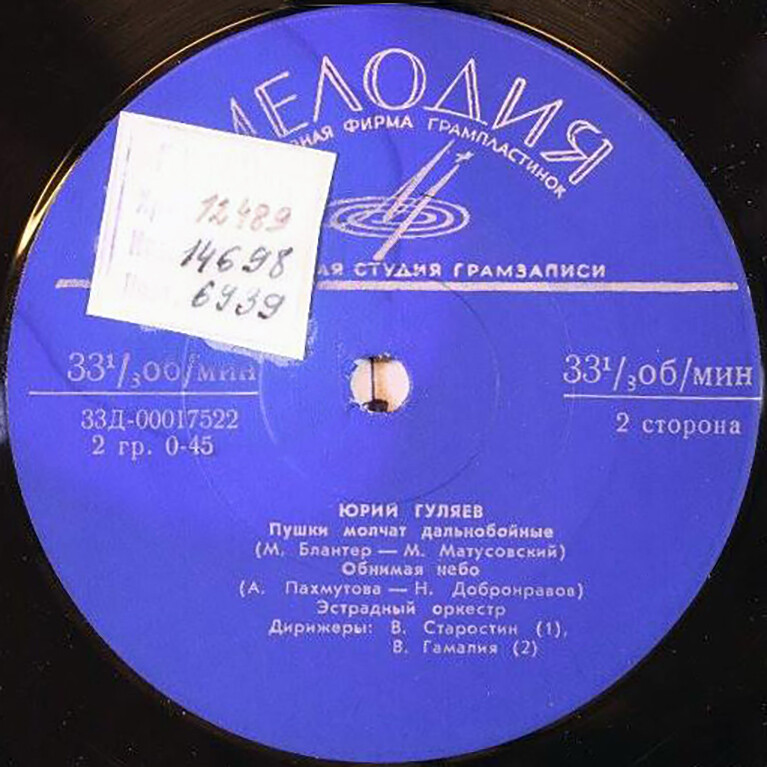 МЕЛОДИЯ
ФИРМА ГРАМПЛАСТИНОК
12489
14698
6939
СТУДИЯ ГРАМЗАПИСИ
33¹/₃об/мин
33¹/₃об/мин
33Д-00017522
2 гр. 0-45
2 сторона
ЮРИЙ ГУЛЯЕВ
Пушки молчат дальнобойные
(М. Блантер — М. Матусовский)
Обнимая небо
(А. Пахмутова — Н. Добронравов)
Эстрадный оркестр
Дирижеры: В. Старостин (1),
В. Гамалия (2)